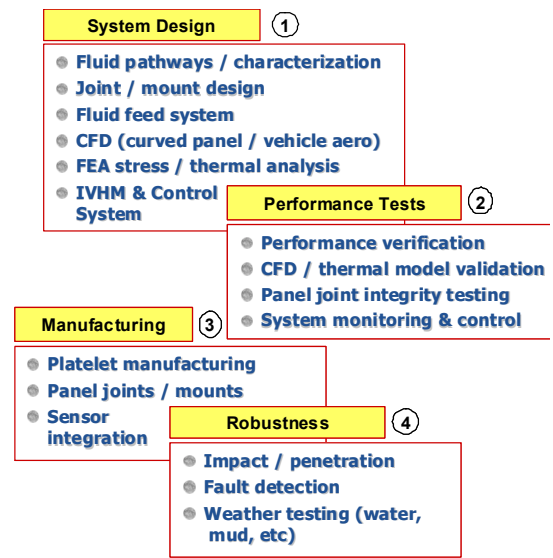 System Design 1
Fluid pathways / characterization
Joint / mount design
Fluid feed system
CFD (curved panel / vehicle aero)
FEA stress / thermal analysis
IVHM & Control
System
Performance Tests 2
Performance verification
CFD / thermal model validation
Panel joint integrity testing
System monitoring & control
Manufacturing 3
Platelet manufacturing
Panel joints / mounts
Sensor
integration
Robustness 4
Impact / penetration
Fault detection
Weather testing (water,
mud, etc)